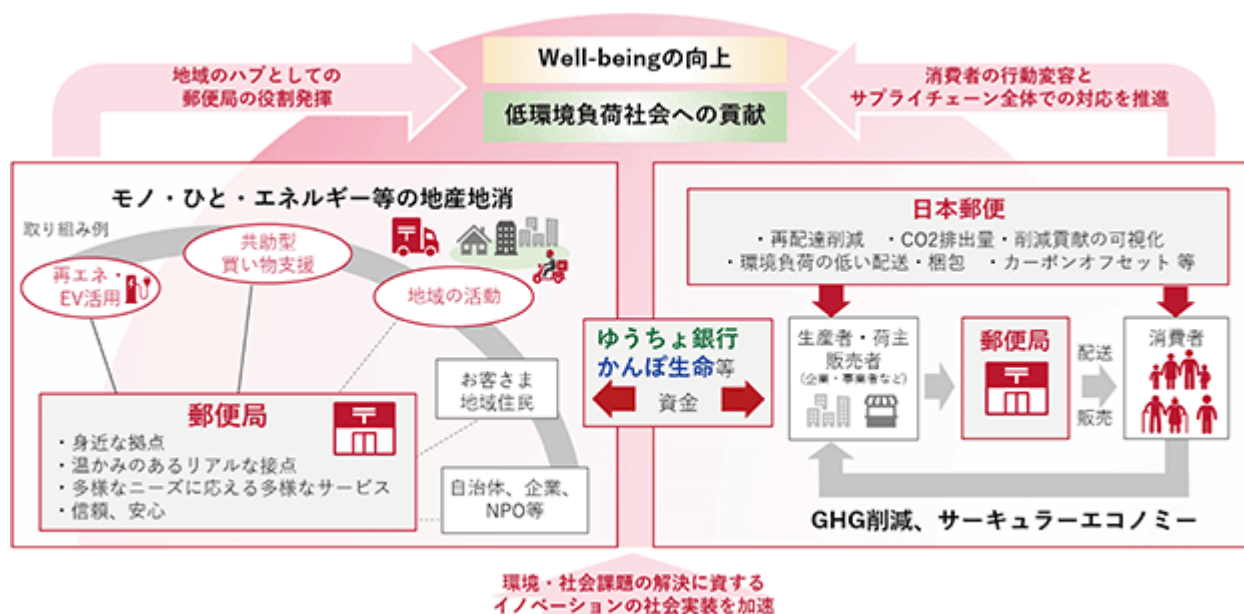 Well-beingの向上
低環境負荷社会への貢献
地域のハブとしての
郵便局の役割発揮
消費者の行動変容と
サプライチェーン全体での対応を推進
モノ・ひと・エネルギー等の地産地消
取り組み例
再エネ・
EV活用
共助型
買い物支援
地域の活動
お客さま
地域住民
自治体、企業、
NPO等
郵便局
・身近な拠点
・温かみのあるリアルな接点
・多様なニーズに応える多様なサービス
・信頼、安心
ゆうちょ銀行
かんぽ生命等
資金
日本郵便
・再配達削減 ・CO2排出量・削減貢献の可視化
・環境負荷の低い配送・梱包 ・カーボンオフセット 等
生産者・荷主
販売者
(企業・事業者など)
郵便局
配送
販売
消費者
GHG削減、サーキュラーエコノミー
環境・社会課題の解決に資する
イノベーションの社会実装を加速